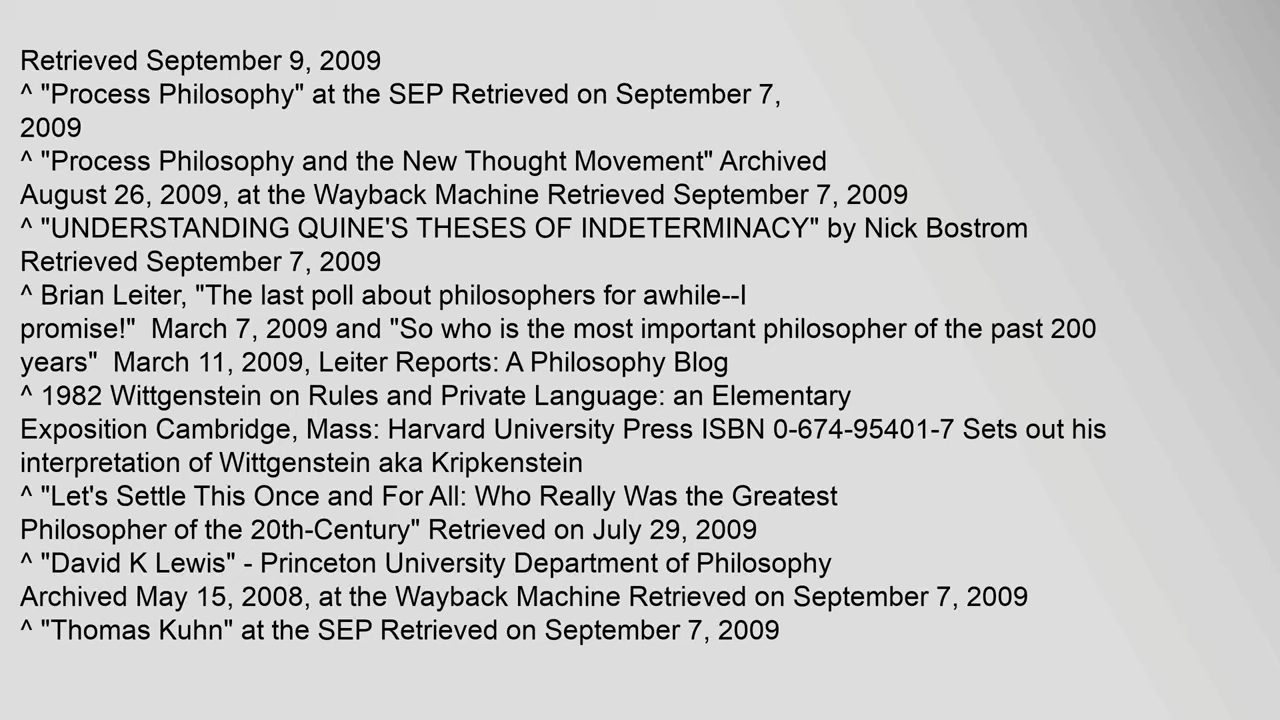 Retrieved September 9, 2009
^ "Process Philosophy" at the SEP Retrieved on September 7,
2009
^ "Process Philosophy and the New Thought Movement" Archived
August 26, 2009, at the Wayback Machine Retrieved September 7, 2009
^ "UNDERSTANDING QUINE'S THESES OF INDETERMINACY" by Nick Bostrom
Retrieved September 7, 2009
^ Brian Leiter, "The last poll about philosophers for awhile--I
promise!"  March 7, 2009 and "So who is the most important philosopher of the past 200
years"  March 11, 2009, Leiter Reports: A Philosophy Blog
^ 1982 Wittgenstein on Rules and Private Language: an Elementary
Exposition Cambridge, Mass: Harvard University Press ISBN 0-674-95401-7 Sets out his
interpretation of Wittgenstein aka Kripkenstein
^ "Let's Settle This Once and For All: Who Really Was the Greatest
Philosopher of the 20th-Century" Retrieved on July 29, 2009
^ "David K Lewis" - Princeton University Department of Philosophy
Archived May 15, 2008, at the Wayback Machine Retrieved on September 7, 2009
^ "Thomas Kuhn" at the SEP Retrieved on September 7, 2009